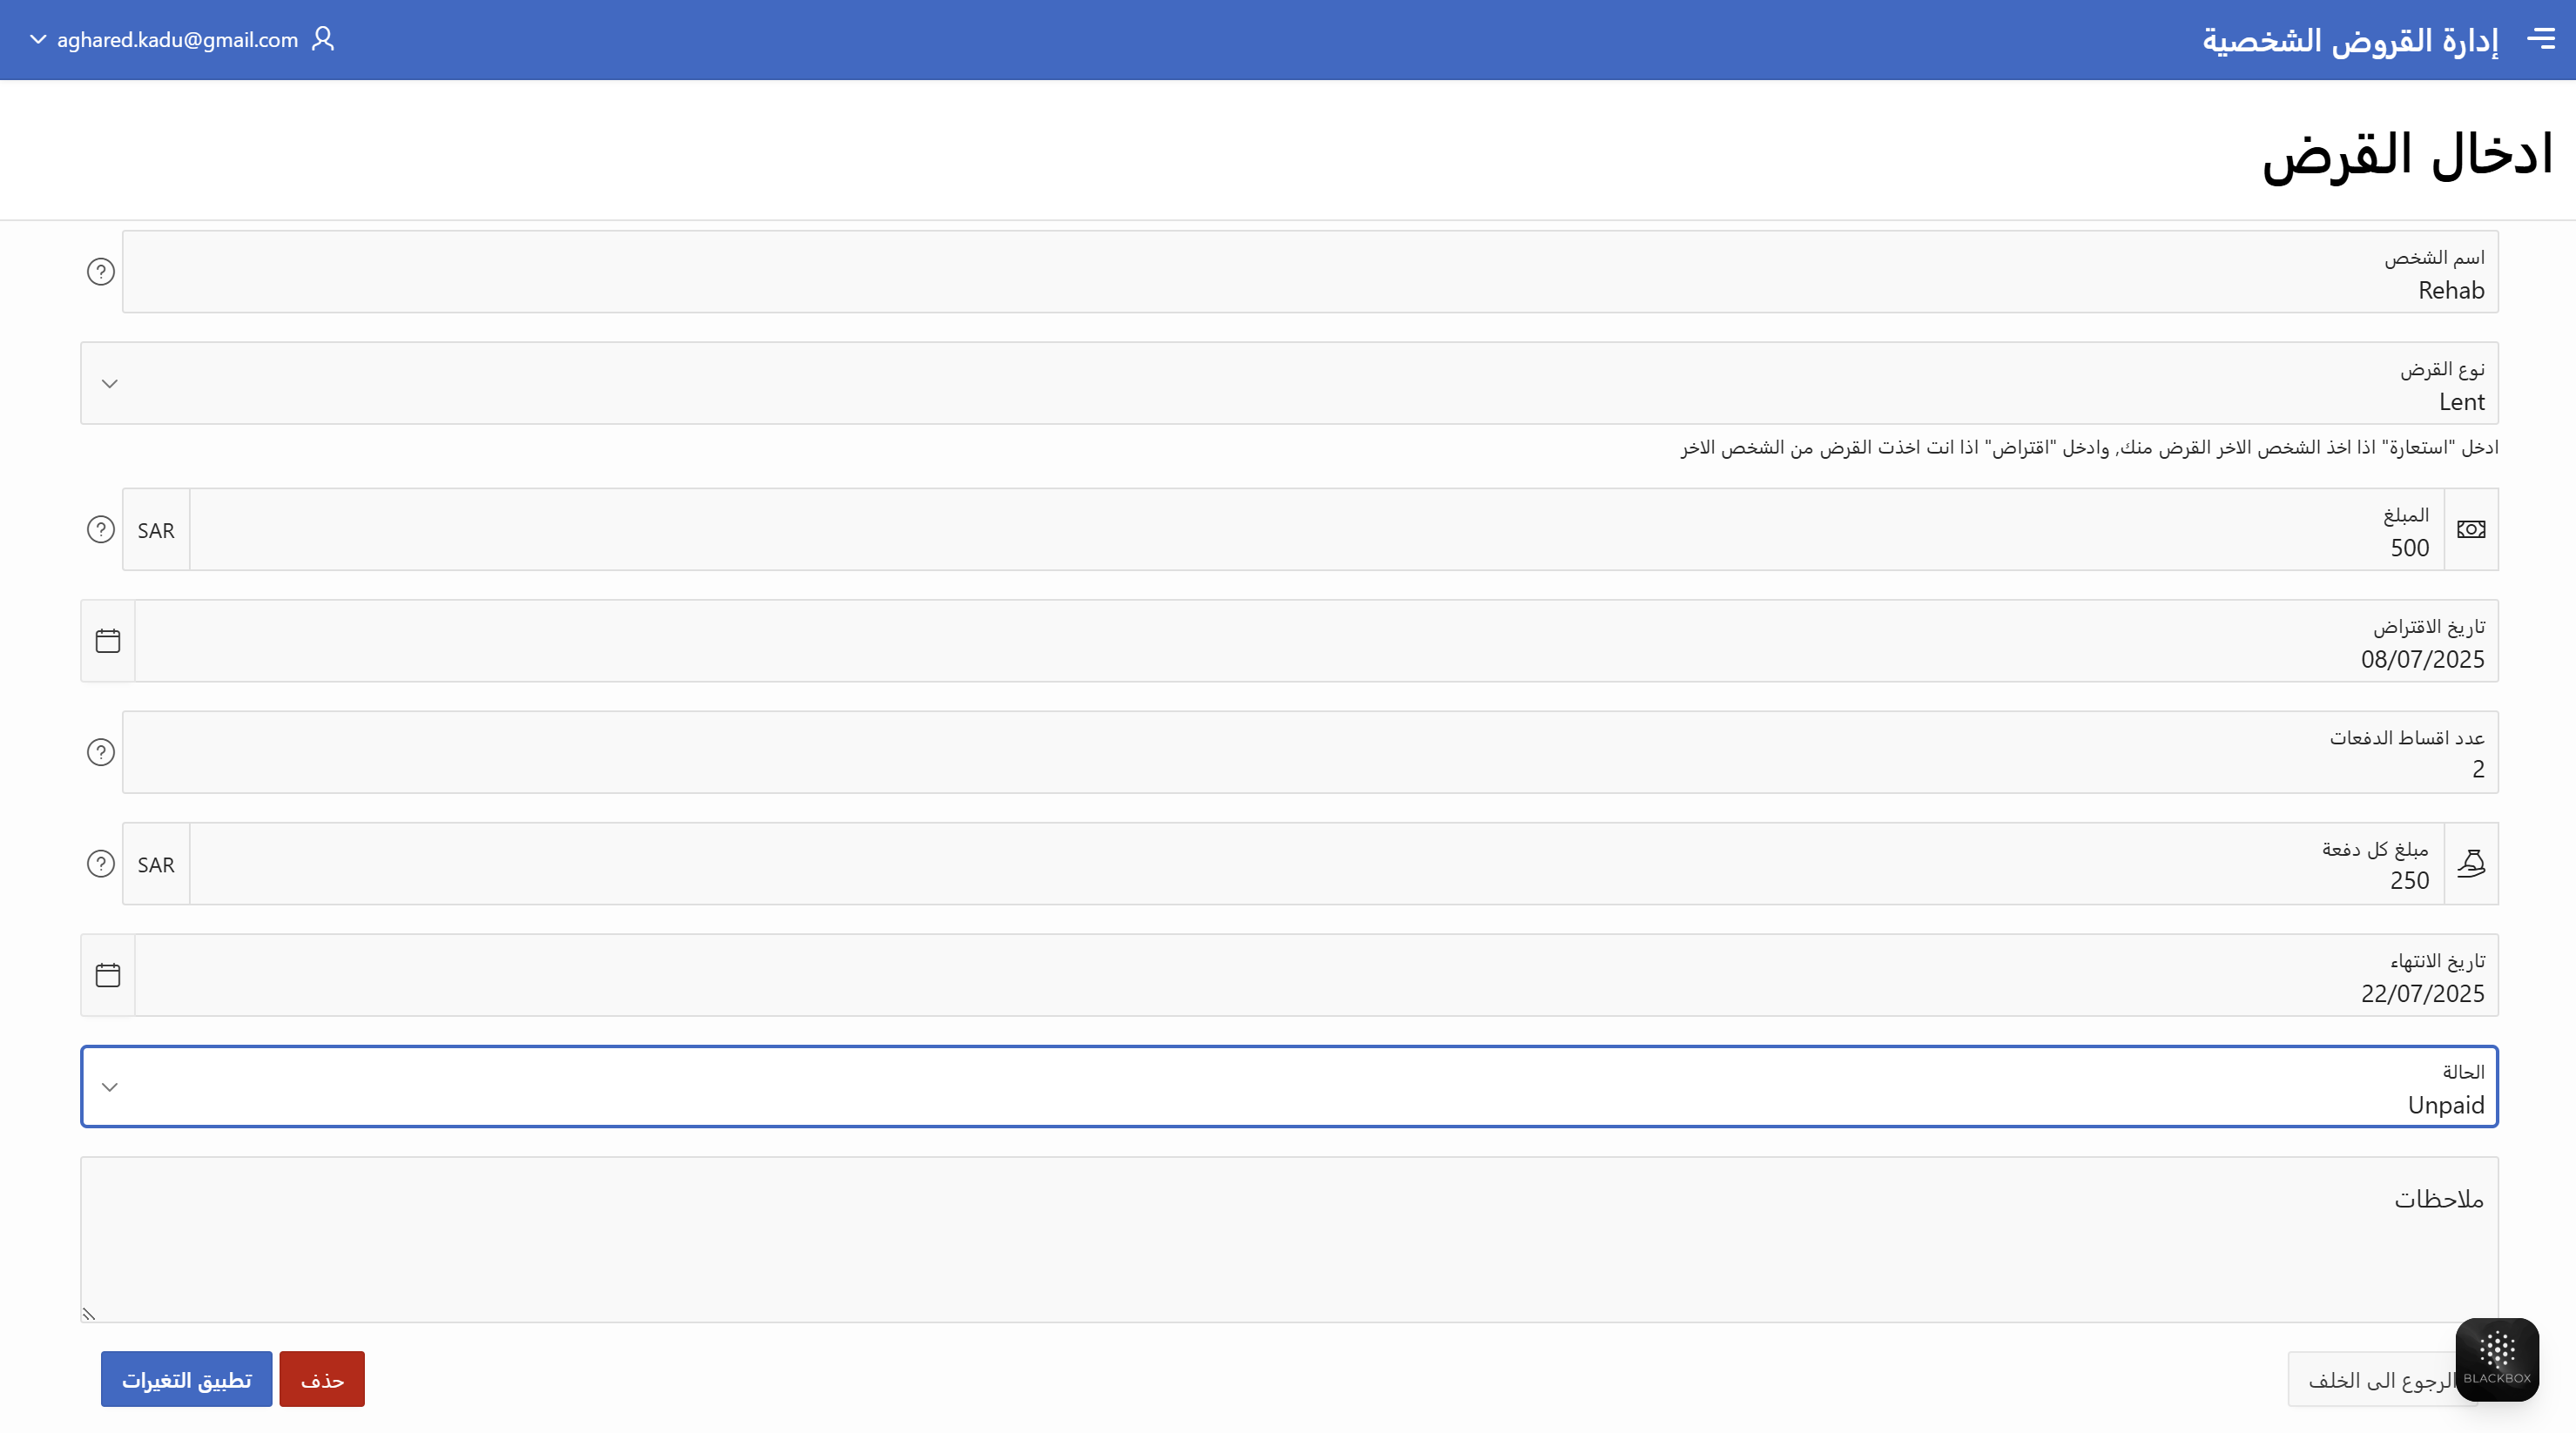 إدارة القروض الشخصية
aghared.kadu@gmail.com
ادخال القرض
اسم الشخص
Rehab
نوع القرض
Lent
ادخل "استعارة" اذا اخذ الشخص الاخر القرض منك, وادخل "اقتراض" اذا انت اخذت القرض من الشخص الاخر
المبلغ
500
SAR
تاريخ الاقتراض
08/07/2025
عدد اقساط الدفعات
2
مبلغ كل دفعة
250
SAR
تاريخ الانتهاء
22/07/2025
الحالة
Unpaid
ملاحظات
الرجوع الى الخلف
حذف
تطبيق التغيرات
BLACKBOX